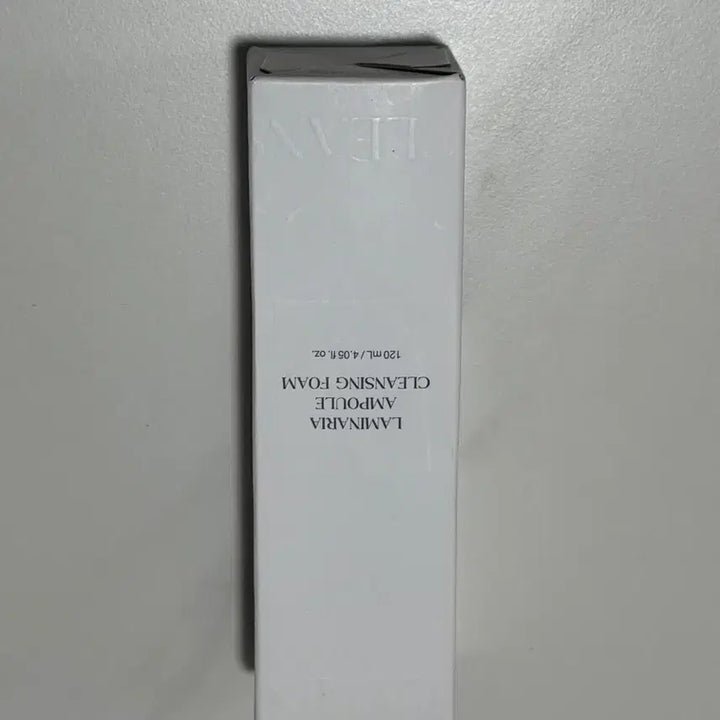 LAMINARIA
AMPOULE
CLEANSING FOAM
120 mL / 4.05 fl. oz.